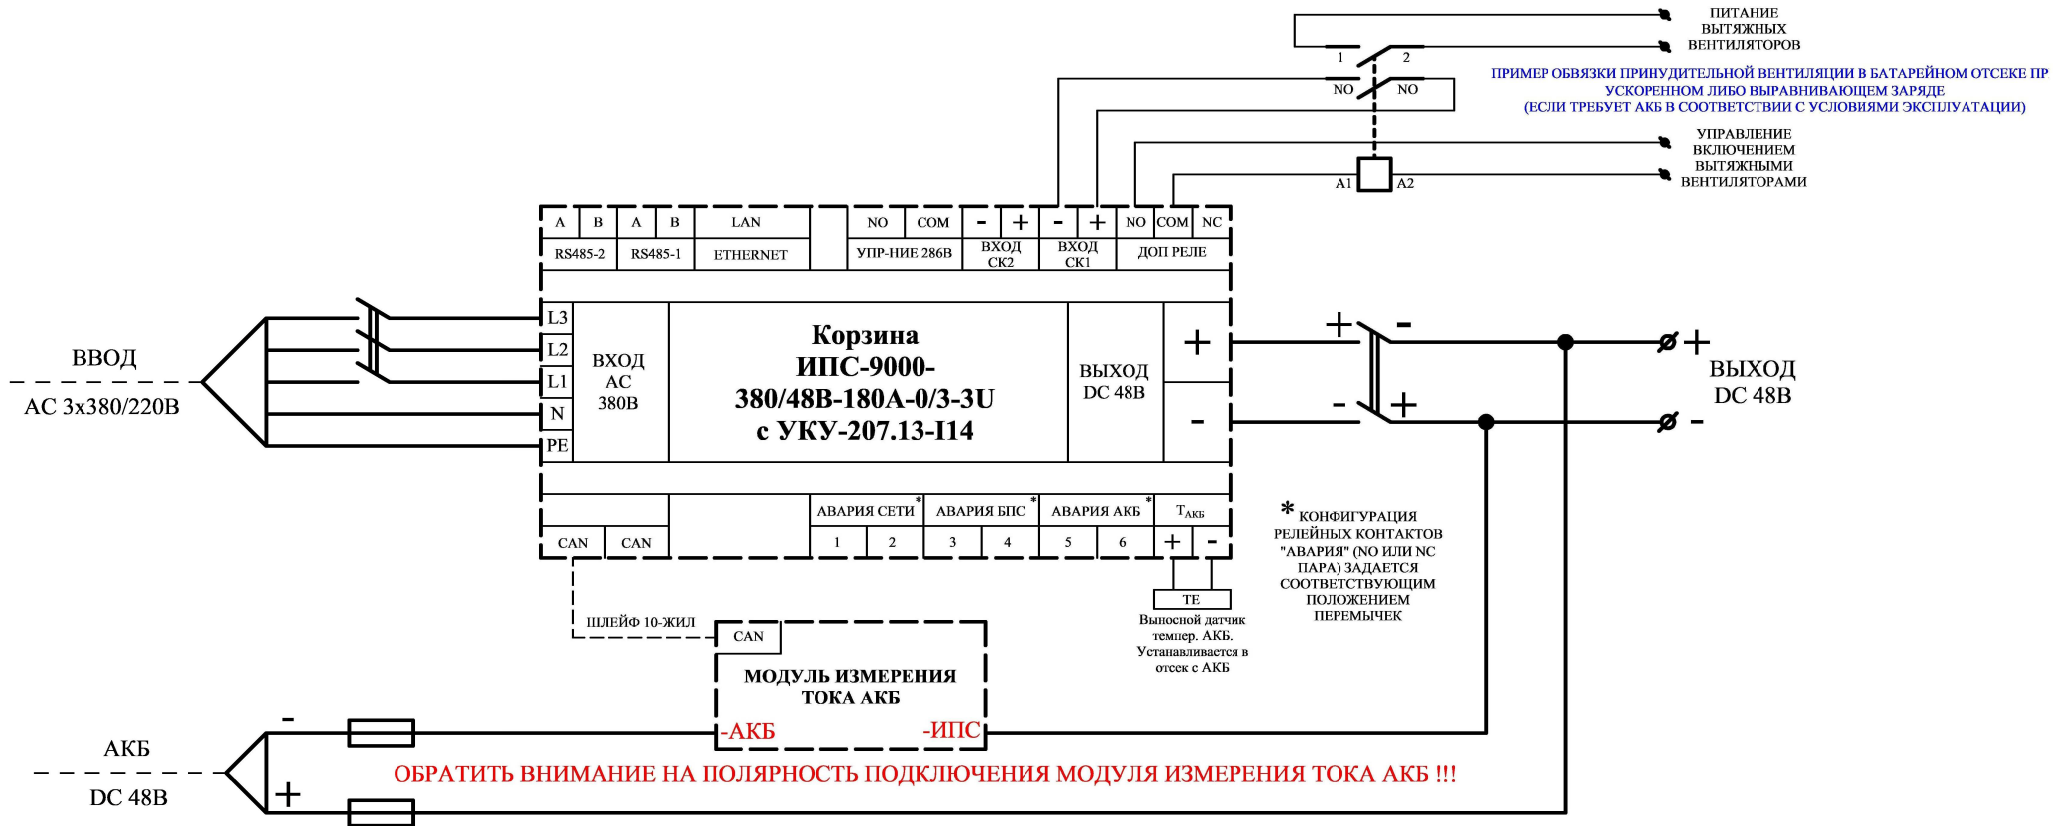 ПИТАНИЕ
ВЫТЯЖНЫХ
ВЕНТИЛЯТОРОВ
1 2
NO NO
ПРИМЕР ОБВЯЗКИ ПРИНУДИТЕЛЬНОЙ ВЕНТИЛЯЦИИ В БАТАРЕЙНОМ ОТСЕКЕ ПР
УСКОРЕННОМ ЛИБО ВЫРАВНИВАЮЩЕМ ЗАРЯДЕ
(ЕСЛИ ТРЕБУЕТ АКБ В СООТВЕТСТВИИ С УСЛОВИЯМИ ЭКСПЛУАТАЦИИ)
УПРАВЛЕНИЕ
ВКЛЮЧЕНИЕМ
ВЫТЯЖНЫМИ
ВЕНТИЛЯТОРАМИ
A1 A2
A B A B LAN NO COM - + - + NO COM NC
RS485-2 RS485-1 ETHERNET УПР-НИЕ 286В ВХОД СК2 ВХОД СК1 ДОП РЕЛЕ
ВВОД
АС 3х380/220В
L3
L2
L1
N
PE
ВХОД
АС
380В
Корзина
ИПС-9000-
380/48В-180А-0/3-3U
с УКУ-207.13-I14
ВЫХОД
DC 48В
+
-
+ -
- +
+
ВЫХОД
DC 48В
-
АВАРИЯ СЕТИ* АВАРИЯ БПС* АВАРИЯ АКБ* ТАКБ
CAN CAN 1 2 3 4 5 6 + -
* КОНФИГУРАЦИЯ
РЕЛЕЙНЫХ КОНТАКТОВ
"АВАРИЯ" (NO ИЛИ NC
ПАРА) ЗАДАЕТСЯ
СООТВЕТСТВУЮЩИМ
ПОЛОЖЕНИЕМ
ПЕРЕМЫЧЕК
TE
Выносной датчик
темпер. АКБ.
Устанавливается в
отсек с АКБ
ШЛЕЙФ 10-ЖИЛ
CAN
МОДУЛЬ ИЗМЕРЕНИЯ
ТОКА АКБ
-АКБ -ИПС
-
АКБ
DC 48В
+
ОБРАТИТЬ ВНИМАНИЕ НА ПОЛЯРНОСТЬ ПОДКЛЮЧЕНИЯ МОДУЛЯ ИЗМЕРЕНИЯ ТОКА АКБ !!!